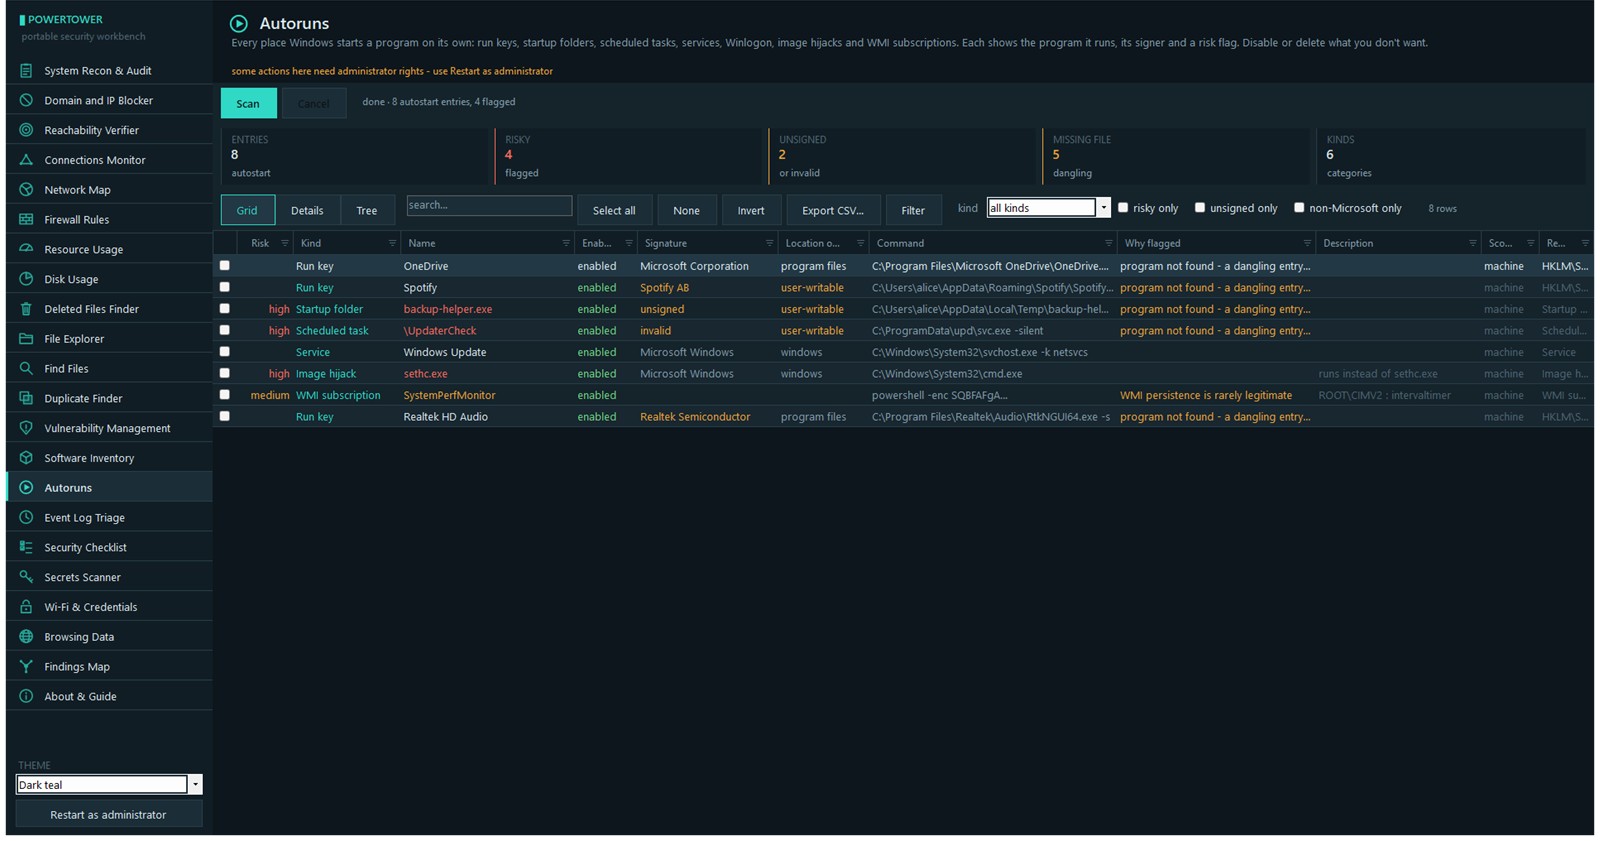 POWERTOWER
portable security workbench
System Recon & Audit
Domain and IP Blocker
Reachability Verifier
Connections Monitor
Network Map
Firewall Rules
Resource Usage
Disk Usage
Deleted Files Finder
File Explorer
Find Files
Duplicate Finder
Vulnerability Management
Software Inventory
Autoruns
Event Log Triage
Security Checklist
Secrets Scanner
Wi-Fi & Credentials
Browsing Data
Findings Map
About & Guide
THEME
Dark teal
Restart as administrator
Autoruns
Every place Windows starts a program on its own: run keys, startup folders, scheduled tasks, services, Winlogon, image hijacks and WMI subscriptions. Each shows the program it runs, its signer and a risk flag. Disable or delete what you don't want.
some actions here need administrator rights - use Restart as administrator
Scan Cancel done · 8 autostart entries, 4 flagged
ENTRIES RISKY UNSIGNED MISSING FILE KINDS
8 4 2 5 6
autostart flagged or invalid dangling categories
Grid Details Tree search... Select all None Invert Export CSV... Filter kind all kinds risky only unsigned only non-Microsoft only 8 rows
Risk Kind Name Enab... Signature Location o... Command Why flagged Description Sco... Re...
Run key OneDrive enabled Microsoft Corporation program files C:\Program Files\Microsoft OneDrive\OneDrive.... program not found - a dangling entry... machine HKLM\S...
Run key Spotify enabled Spotify AB user-writable C:\Users\alice\AppData\Roaming\Spotify\Spotify... program not found - a dangling entry... machine HKLM\S...
high Startup folder backup-helper.exe enabled unsigned user-writable C:\Users\alice\AppData\Local\Temp\backup-hel... program not found - a dangling entry... machine Startup ...
high Scheduled task \UpdaterCheck enabled invalid user-writable C:\ProgramData\upd\svc.exe -silent program not found - a dangling entry... machine Schedul...
Service Windows Update enabled Microsoft Windows windows C:\Windows\System32\svchost.exe -k netsvcs machine Service
high Image hijack sethc.exe enabled Microsoft Windows windows C:\Windows\System32\cmd.exe runs instead of sethc.exe machine Image h...
medium WMI subscription SystemPerfMonitor enabled powershell -enc SQBFAFgA... WMI persistence is rarely legitimate ROOT\CIMV2 : intervaltimer machine WMI su...
Run key Realtek HD Audio enabled Realtek Semiconductor program files C:\Program Files\Realtek\Audio\RtkNGUI64.exe -s program not found - a dangling entry... machine HKLM\S...